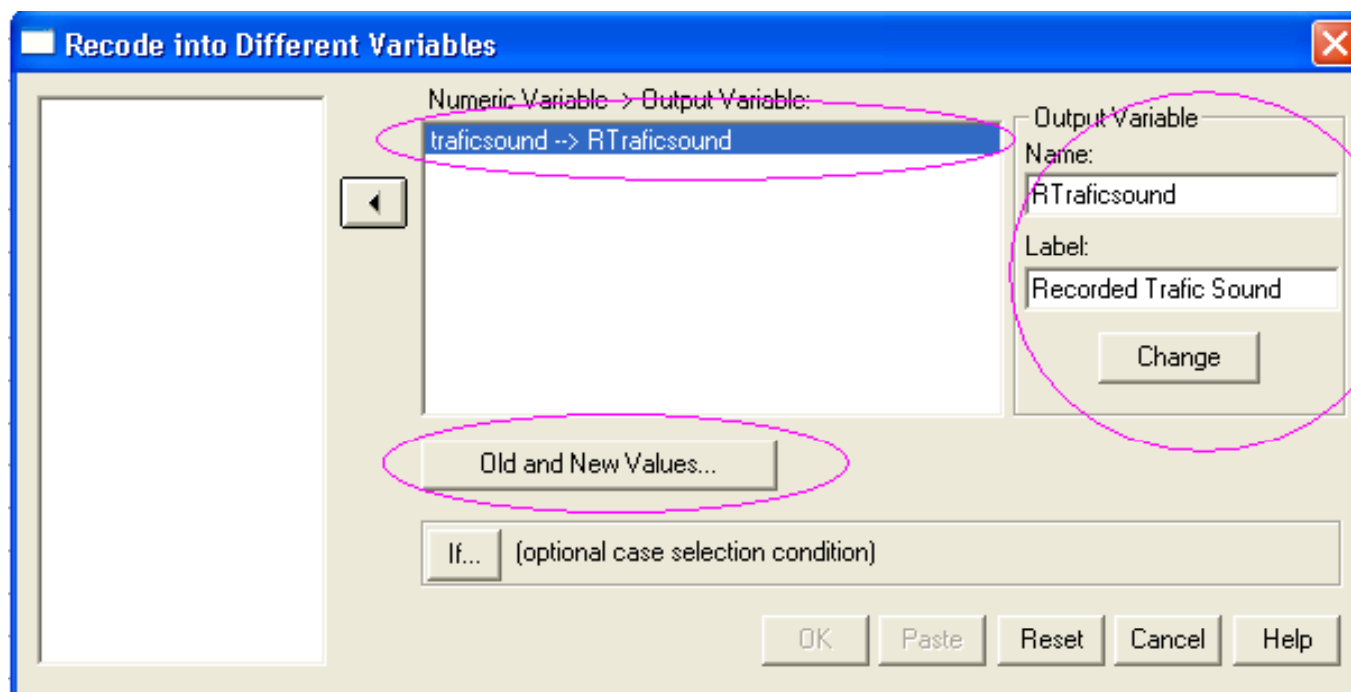 Recode into Different Variables
Numeric Variable -> Output Variable:
traficsound --> RTraficsound
Output Variable
Name:
RTraficsound
Label:
Recorded Trafic Sound
Change
Old and New Values...
If...
(optional case selection condition)
OK
Paste
Reset
Cancel
Help